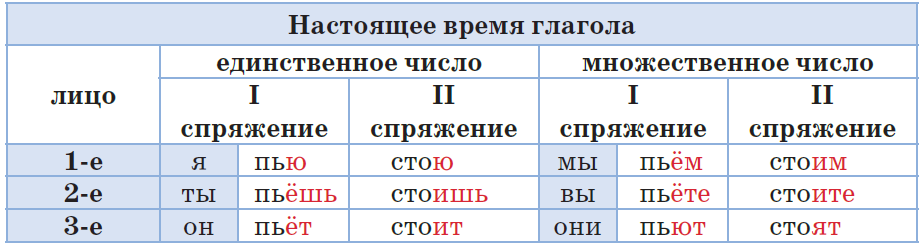 Настоящее время глагола
лицо единственное число множественное число
I спряжение II спряжение I спряжение II спряжение
1-е я пью стою мы пьём стоим
2-е ты пьёшь стоишь вы пьёте стоите
3-е он пьёт стоит они пьют стоят